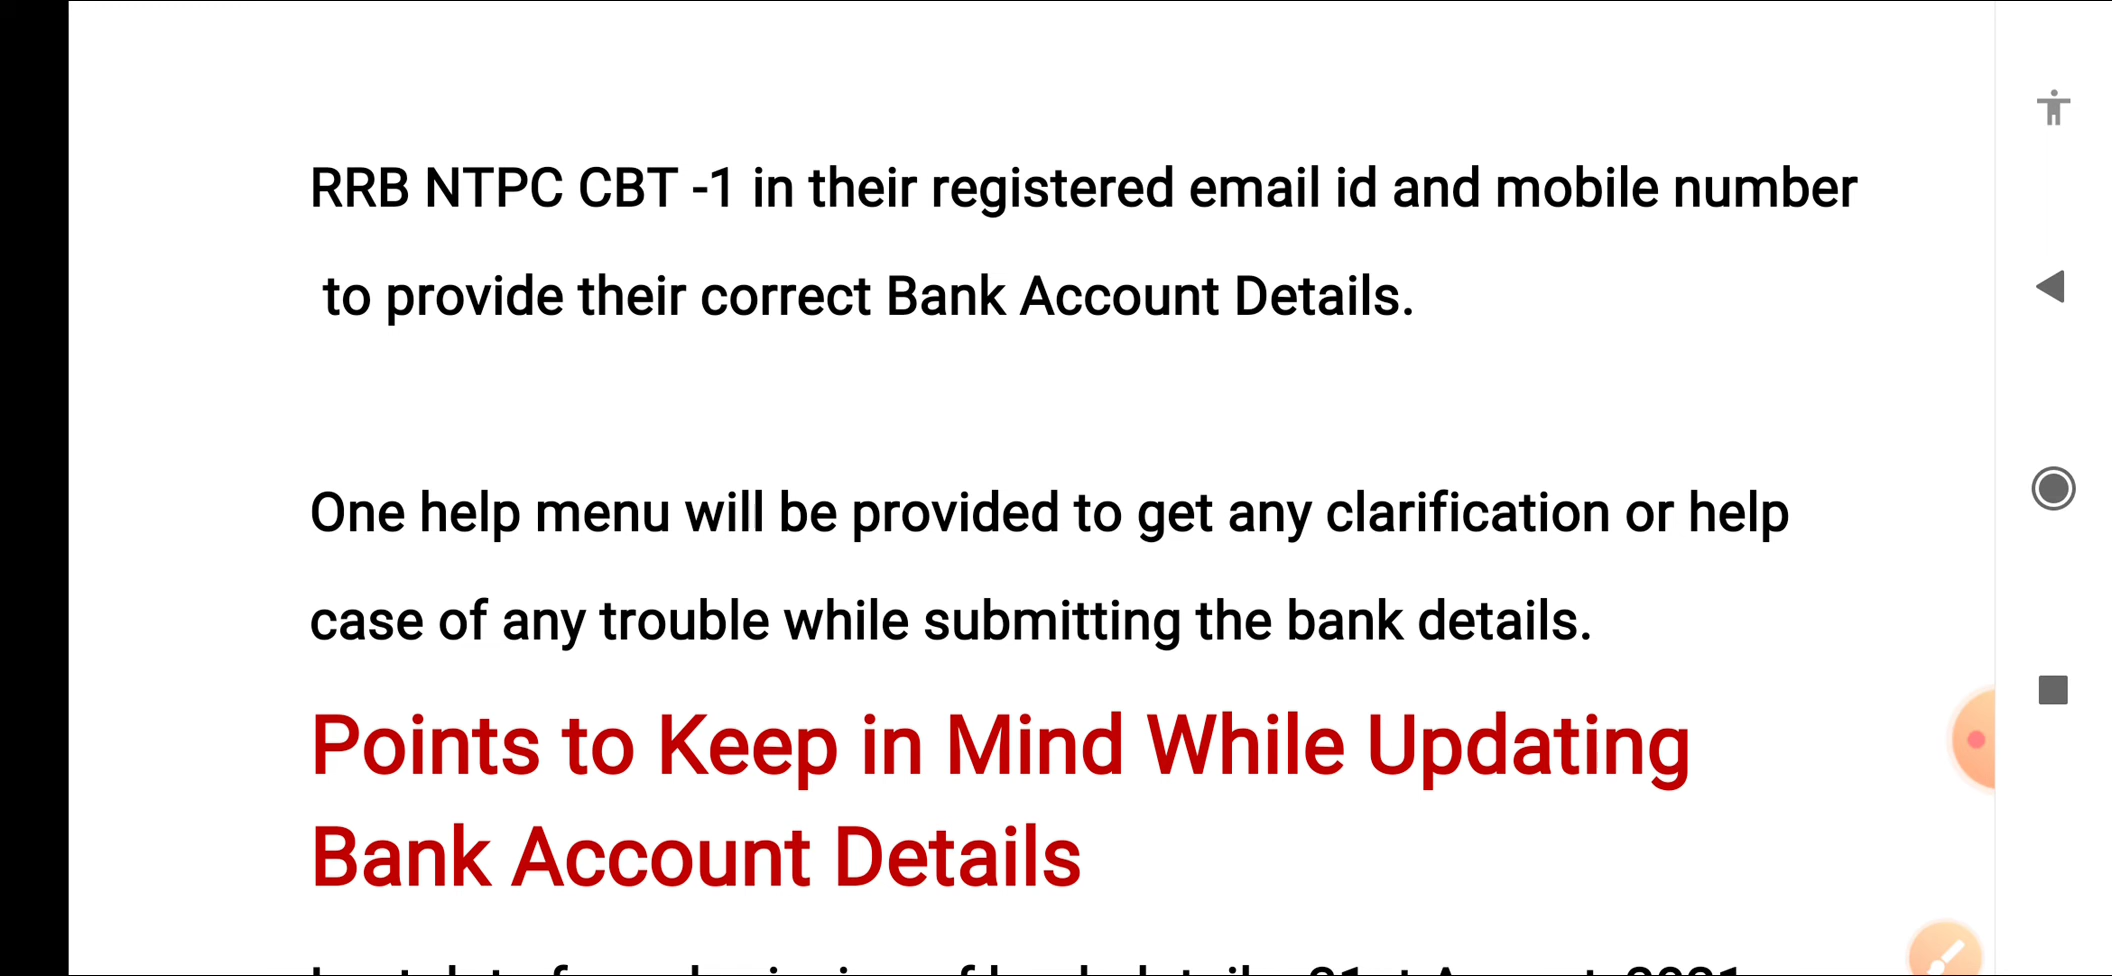 RRB NTPC CBT -1 in their registered email id and mobile number
to provide their correct Bank Account Details.
One help menu will be provided to get any clarification or help
case of any trouble while submitting the bank details.
Points to Keep in Mind While Updating
Bank Account Details